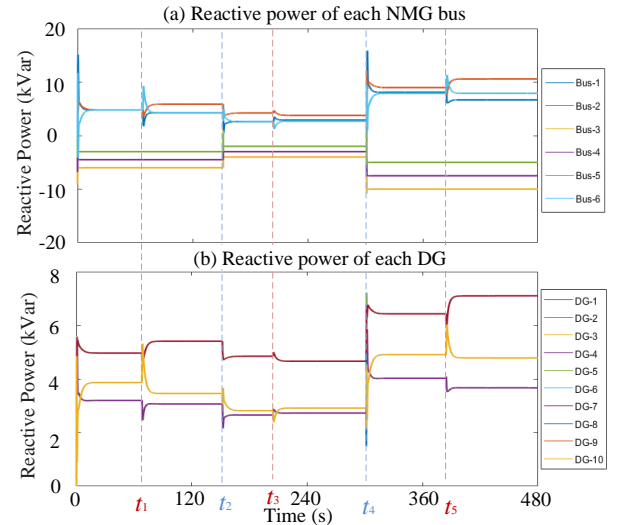 (a) Reactive power of each NMG bus
Reactive Power (kVar)
20
10
0
-10
-20
Bus-1
Bus-2
Bus-3
Bus-4
Bus-5
Bus-6
(b) Reactive power of each DG
Reactive Power (kVar)
8
6
4
2
0
DG-1
DG-2
DG-3
DG-4
DG-5
DG-6
DG-7
DG-8
DG-9
DG-10
0 t1 120 t2 t3 240 t4 360 t5 480
Time (s)